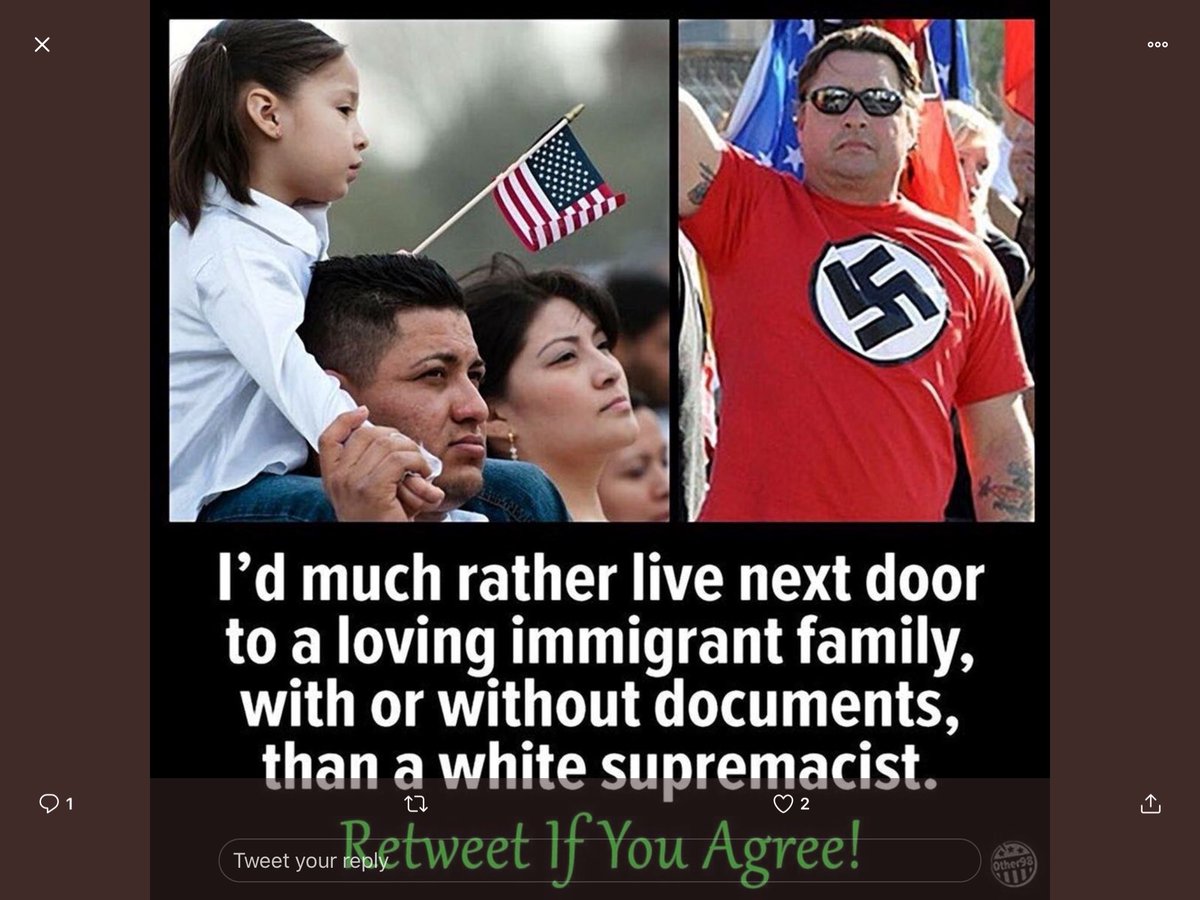 I'd much rather live next door
to a loving immigrant family,
with or without documents,
than a white supremacist.
1
2
Retweet If You Agree!
Tweet your reply
Other98